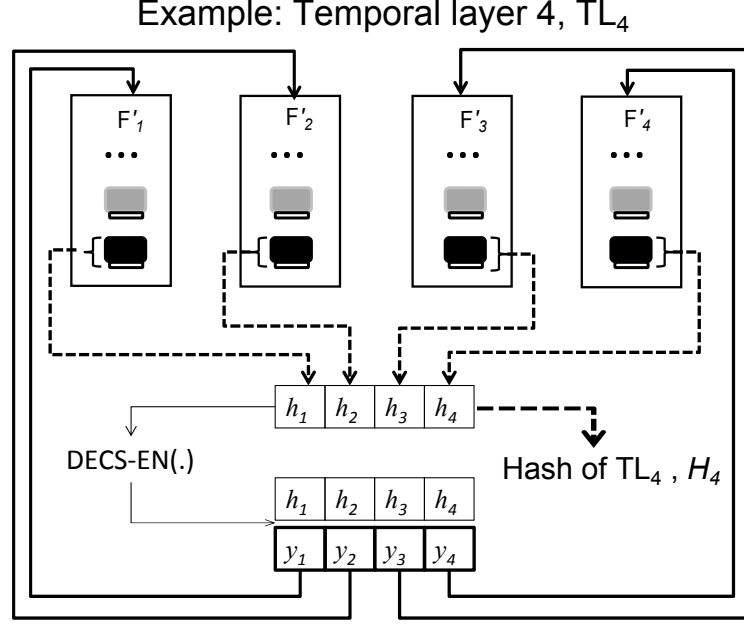 Example: Temporal layer 4, TL₄
F'₁ F'₂ F'₃ F'₄
... ... ... ...
h₁ h₂ h₃ h₄
DECS-EN(.)
Hash of TL₄ , H₄
h₁ h₂ h₃ h₄
y₁ y₂ y₃ y₄